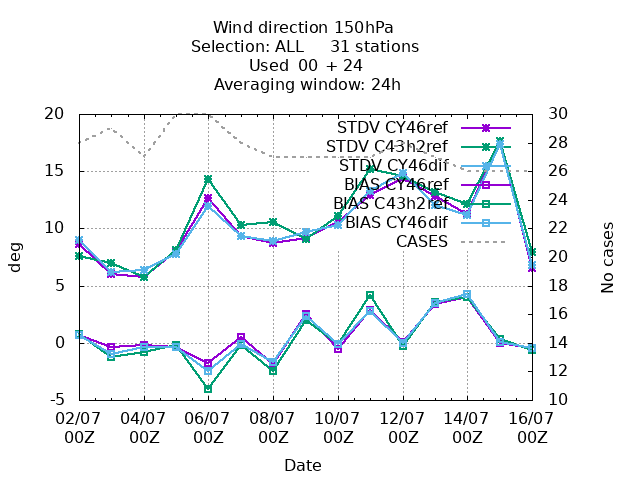 Wind direction 150hPa
Selection: ALL 31 stations
Used 00 + 24
Averaging window: 24h
20 30
STDV CY46ref
28
STDV C43h2ref
15 STDV CY46dif 26
BIAS CY46ref
24
BIAS C43h2ref
10 BIAS CY46dif 22
CASES
20
5 18
16
0 14
12
-5 10
deg
No cases
02/07 04/07 06/07 08/07 10/07 12/07 14/07 16/07
00Z 00Z 00Z 00Z 00Z 00Z 00Z 00Z
Date